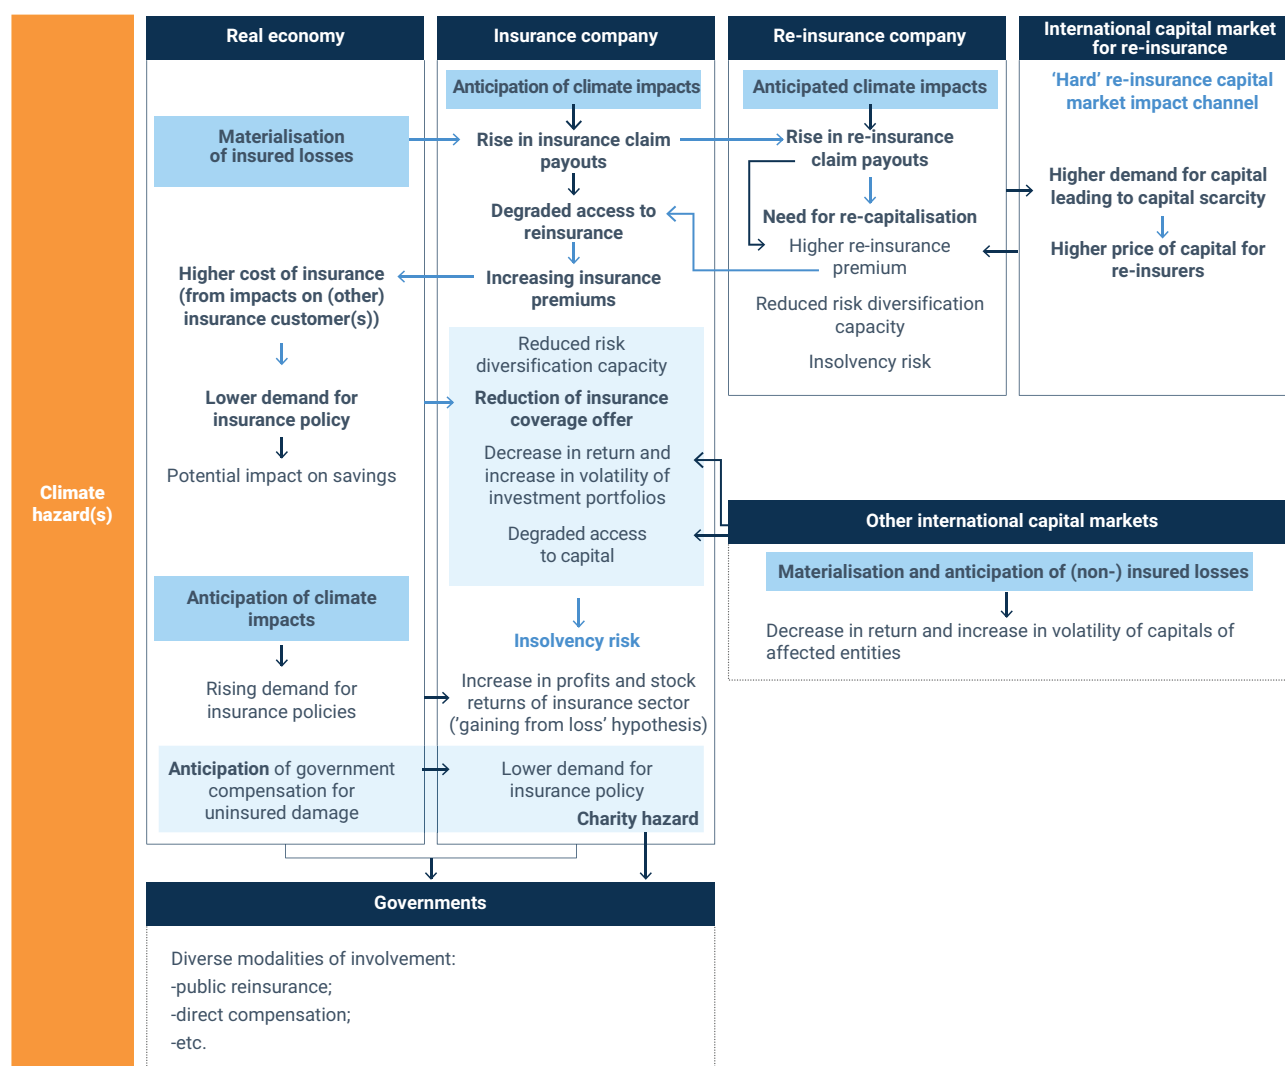 Climate
hazard(s)
Real economy
Materialisation
of insured losses
Higher cost of insurance
(from impacts on (other)
insurance customer(s))
Lower demand for
insurance policy
Potential impact on savings
Anticipation of climate
impacts
Rising demand for
insurance policies
Anticipation of government
compensation for
uninsured damage
Insurance company
Anticipation of climate impacts
Rise in insurance claim
payouts
Degraded access to
reinsurance
Increasing insurance
premiums
Reduced risk
diversification capacity
Reduction of insurance
coverage offer
Decrease in return and
increase in volatility of
investment portfolios
Degraded access
to capital
Insolvency risk
Increase in profits and stock
returns of insurance sector
('gaining from loss' hypothesis)
Lower demand for
insurance policy
Charity hazard
Re-insurance company
Anticipated climate impacts
Rise in re-insurance
claim payouts
Need for re-capitalisation
Higher re-insurance
premium
Reduced risk diversification
capacity
Insolvency risk
International capital market
for re-insurance
‘Hard’ re-insurance capital
market impact channel
Higher demand for capital
leading to capital scarcity
Higher price of capital for
re-insurers
Other international capital markets
Materialisation and anticipation of (non-) insured losses
Decrease in return and increase in volatility of capitals of
affected entities
Governments
Diverse modalities of involvement:
-public reinsurance;
-direct compensation;
-etc.